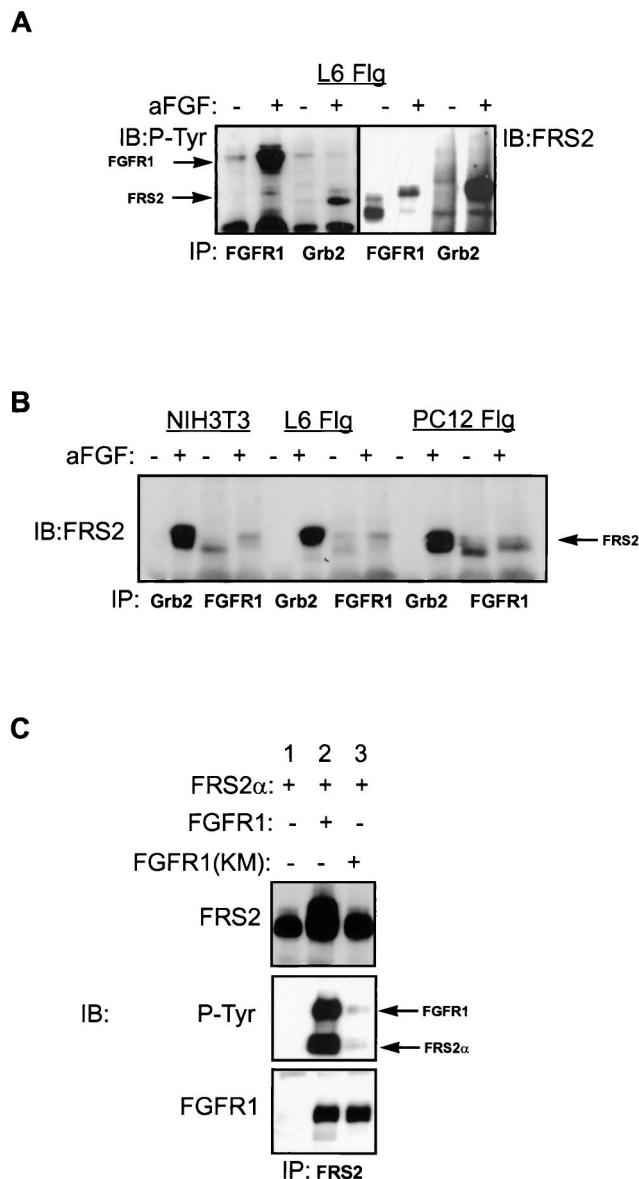 A
L6 Flg
aFGF: - + - + - + - +
IB:P-Tyr IB:FRS2
FGFR1
FRS2
IP: FGFR1 Grb2 FGFR1 Grb2
B
NIH3T3 L6 Flg PC12 Flg
aFGF: - + - + - + - + - + - +
IB:FRS2 FRS2
IP: Grb2 FGFR1 Grb2 FGFR1 Grb2 FGFR1
C
1 2 3
FRS2α: + + +
FGFR1: - + -
FGFR1(KM): - - +
FRS2
IB: P-Tyr FGFR1
FRS2α
FGFR1
IP: FRS2